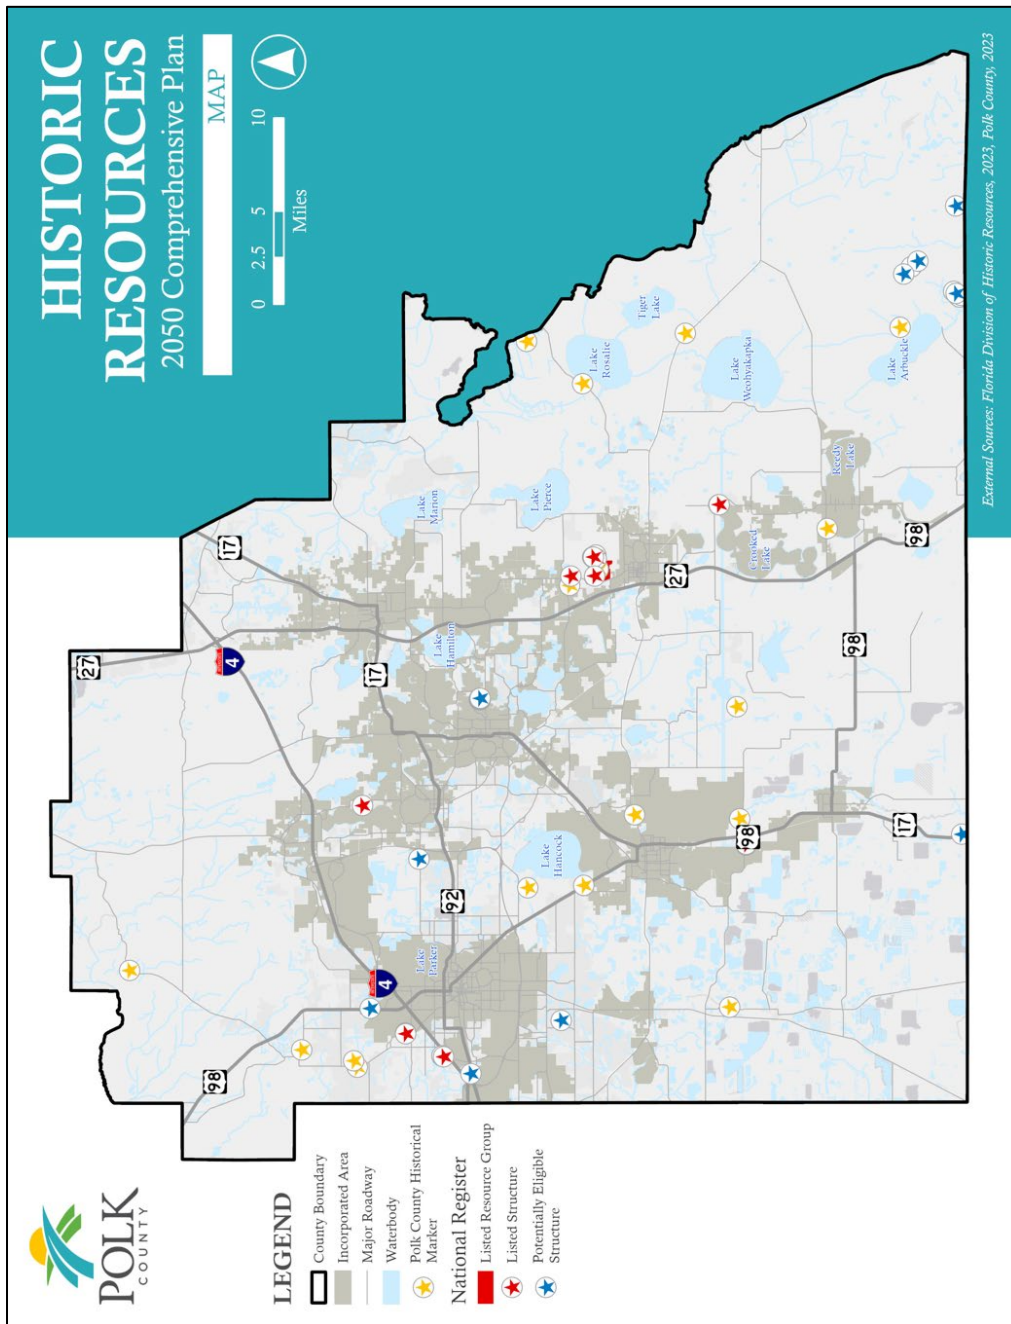 HISTORIC
RESOURCES
2050 Comprehensive Plan
MAP
0 2.5 5 10
Miles
POLK
COUNTY
LEGEND
County Boundary
Incorporated Area
Major Roadway
Waterbody
Polk County Historical
Marker
National Register
Listed Resource Group
Listed Structure
Potentially Eligible
Structure
27
17
4
98
Lake
Marion
17
Lake
Hamilton
4
Lake
Parker
92
Lake
Pierce
Lake
Rosalie
Lake
Hancock
Tiger
Lake
27
Lake
Weohyakapka
98
Crooked
Lake
Reedy
Lake
98
Lake
Arbuckle
17
98
External Sources: Florida Division of Historic Resources, 2023, Polk County, 2023